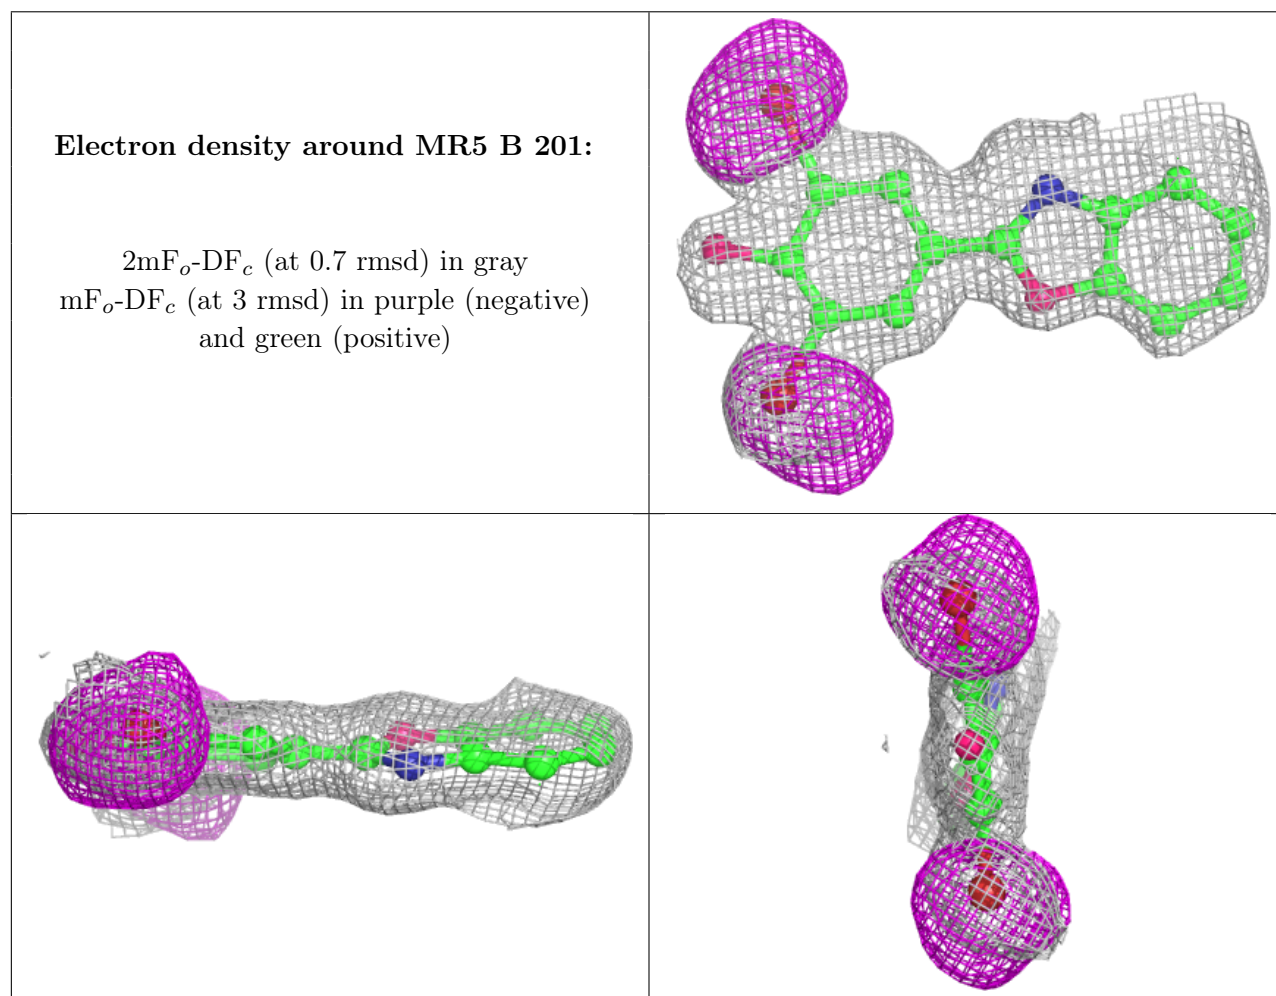 Electron density around MR5 B 201:
2mFo-DFc (at 0.7 rmsd) in gray
mFo-DFc (at 3 rmsd) in purple (negative)
and green (positive)